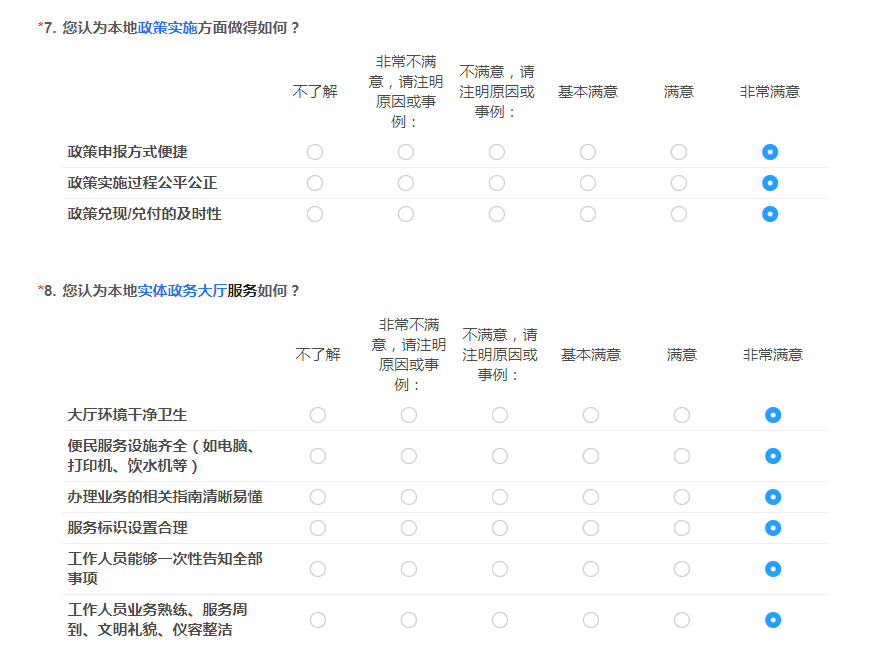 *7. 您认为本地政策实施方面做得如何？
不了解
非常不满
意，请注明
原因或事
例：
不满意，请
注明原因或
事例：
基本满意
满意
非常满意
政策申报方式便捷
政策实施过程公平公正
政策兑现/兑付的及时性
*8. 您认为本地实体政务大厅服务如何？
不了解
非常不满
意，请注明
原因或事
例：
不满意，请
注明原因或
事例：
基本满意
满意
非常满意
大厅环境干净卫生
便民服务设施齐全（如电脑、
打印机、饮水机等）
办理业务的相关指南清晰易懂
服务标识设置合理
工作人员能够一次性告知全部
事项
工作人员业务熟练、服务周
到、文明礼貌、仪容整洁